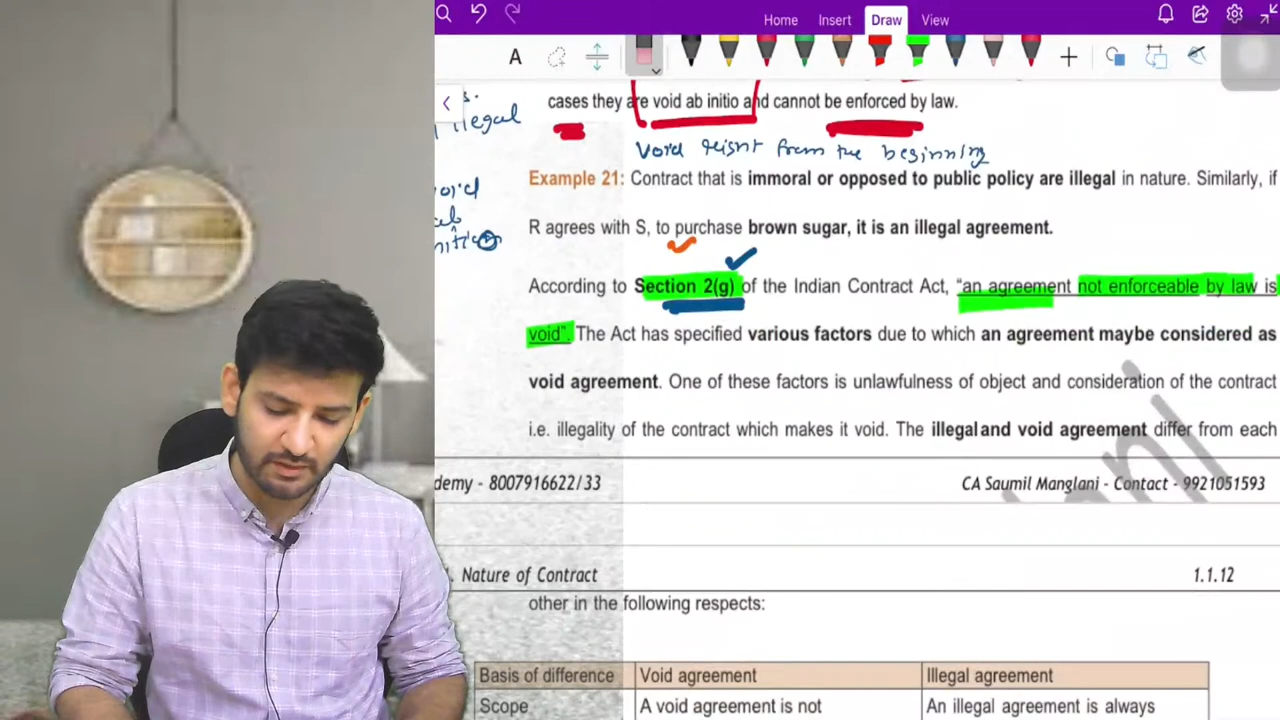 Home Insert Draw View
A
cases they are void ab initio and cannot be enforced by law.
illegal
Void right from the beginning
Example 21: Contract that is immoral or opposed to public policy are illegal in nature. Similarly, if
R agrees with S, to purchase brown sugar, it is an illegal agreement.
According to Section 2(g) of the Indian Contract Act, “an agreement not enforceable by law is
void”. The Act has specified various factors due to which an agreement maybe considered as
void agreement. One of these factors is unlawfulness of object and consideration of the contract
i.e. illegality of the contract which makes it void. The illegal and void agreement differ from each
demy - 8007916622/33 CA Saumil Manglani - Contact - 9921051593
. Nature of Contract 1.1.12
other in the following respects:
Basis of difference Void agreement Illegal agreement
Scope A void agreement is not An illegal agreement is always